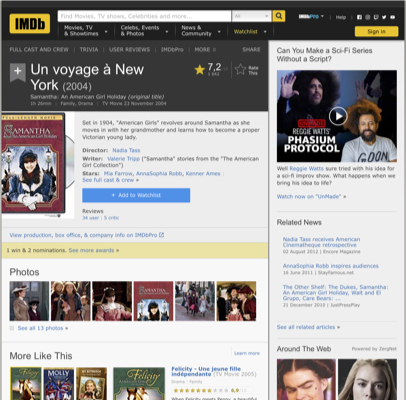 IMDb
Find Movies, TV shows, Celebrities and more...
All
Movies, TV
& Showtimes
Celebs, Events
& Photos
News &
Community
Watchlist
IMDbPro
Help
Sign in
FULL CAST AND CREW | TRIVIA | USER REVIEWS | IMDbPro | MORE
SHARE
Un voyage à New
York (2004)
Samantha: An American Girl Holiday (original title)
1h 26min | Family, Drama | TV Movie 23 November 2004
7,2
Rate
This
SAMANTHA
Set in 1904, "American Girls" revolves around Samantha as she
moves in with her grandmother and learns how to become a proper
Victorian young lady.
Director: Nadia Tass
Writer: Valerie Tripp ("Samantha" stories from the "The
American Girl Collection")
Stars: Mia Farrow, AnnaSophia Robb, Kenner Ames |
See full cast & crew »
+ Add to Watchlist
Reviews
34 user | 5 critic
View production, box office, & company info on IMDbPro
1 win & 2 nominations. See more awards »
Photos
See all 13 photos »
More Like This
Learn more
MOLLY
Felicity
Felicity - Une jeune fille
indépendante (TV Movie 2005)
Drama | Family
When Felicity Merriman, a beautiful
Can You Make a Sci-Fi Series
Without a Script?
REGGIE WATTS'
PHASIUM
PROTOCOL
Well Reggie Watts sure tried with his idea for
a sci-fi improv show. What happens when we
bring his idea to life?
Watch now on "UnMade" »
Related News
Nadia Tass receives American
Cinematheque retrospective
02 August 2012 | Encore Magazine
AnnaSophia Robb inspires audiences
16 June 2011 | Stayfamous.net
The Other Shelf: The Dukes, Samantha:
An American Girl Holiday, Walt and El
Grupo, Care Bears: ...
21 September 2010 | JustPressPlay
See all related articles »
Around The Web
Powered by ZergNet